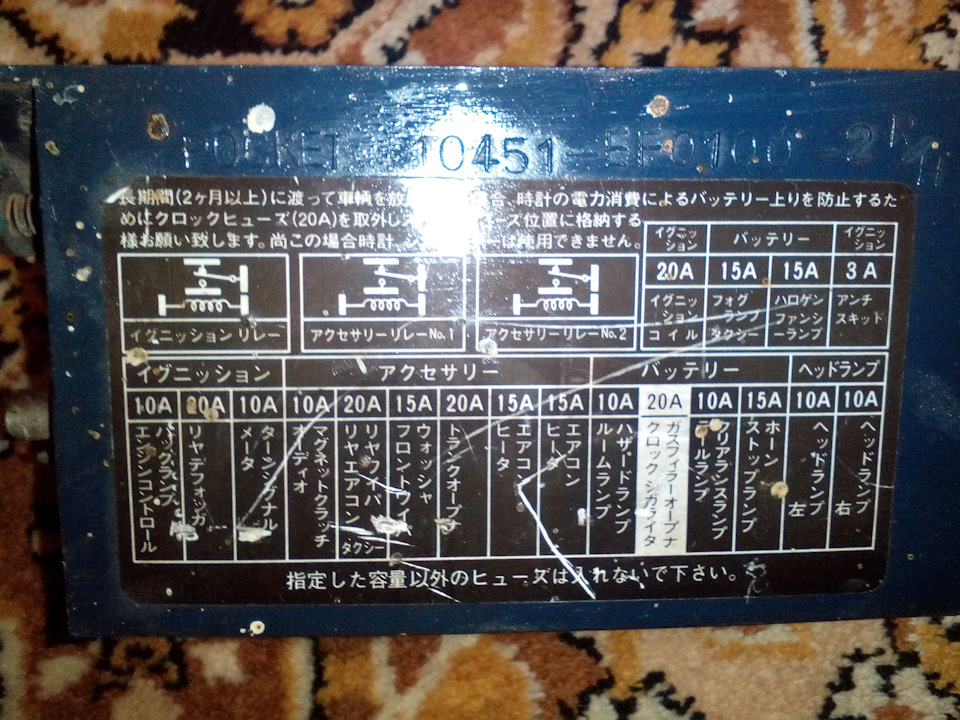 POCKET 10451-EF0100 -2
長期間(2ヶ月以上)に渡って車輌を放 合、時計の電力消費によるバッテリー上りを防止するた
めにクロックヒューズ(20A)を取外し ーズ位置に格納する
様お願い致します。尚この場合時計、シ は使用できません。
イグニッション バッテリー イグニッション
20A 15A 15A 3A
イグニッションコイル フォグランプタクシー ハロゲンファンシーランプ アンチスキッド
イグニッション リレー アクセサリーリレーNo.1 アクセサリーリレーNo.2
イグニッション アクセサリー バッテリー ヘッドランプ
10A 20A 10A 10A 20A 15A 20A 15A 15A 10A 20A 10A 15A 10A 10A
バックランプ
エンジンコントロール
リヤデフォッガ
ターンシグナル
メータ
マグネットクラッチ
オーディオ
リヤワイパ
リヤエアコン
タクシー
ウォッシャ
フロントワイパ
トランクオープナ
エアコン
ヒータ
エアコン
ヒータ
ハザードランプ
ルームランプ
ガスフィラーオープナ
クロック シガライタ
クリアランスランプ
テールランプ
ホーン
ストップランプ
ヘッドランプ 左
ヘッドランプ 右
指定した容量以外のヒューズは入れないで下さい。